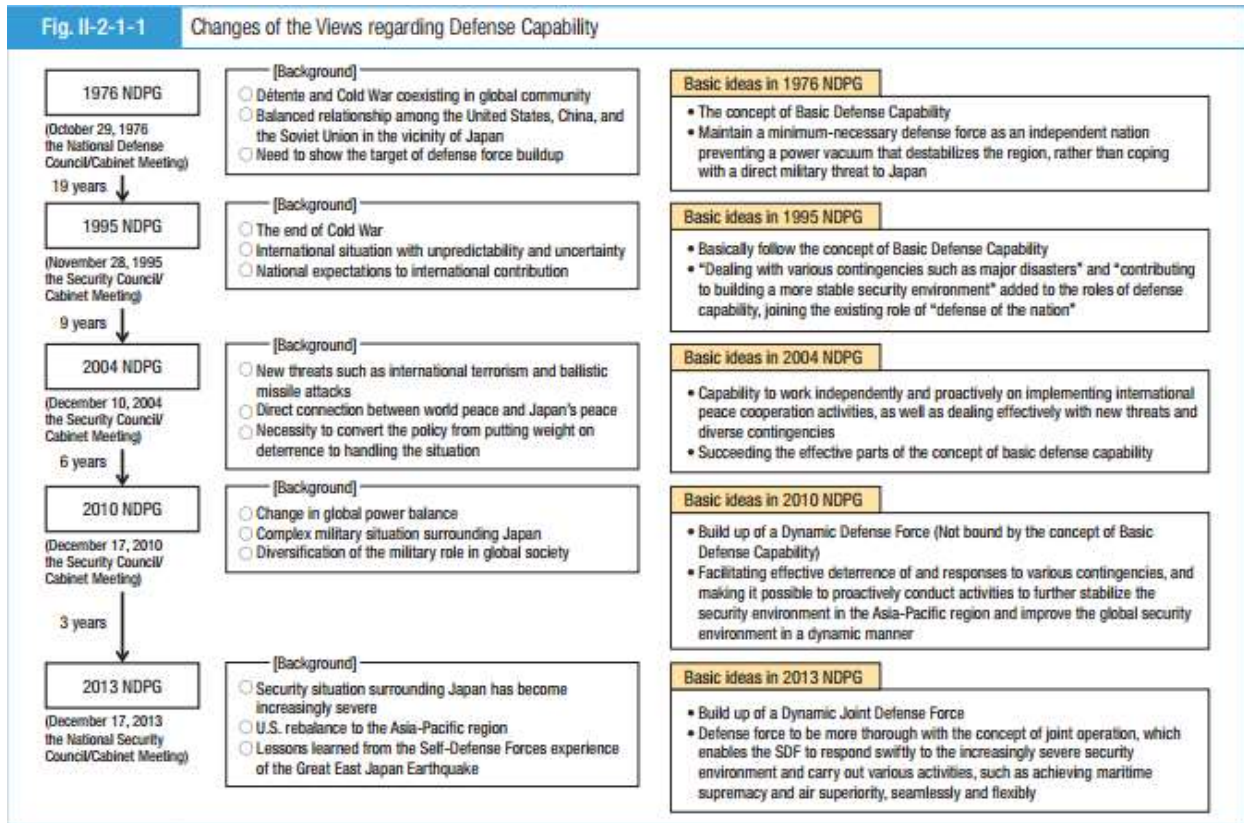 Fig. II-2-1-1
Changes of the Views regarding Defense Capability
1976 NDPG
(October 29, 1976
the National Defense
Council/Cabinet Meeting)
[Background]
○ Détente and Cold War coexisting in global community
○ Balanced relationship among the United States, China, and
the Soviet Union in the vicinity of Japan
○ Need to show the target of defense force buildup
Basic ideas in 1976 NDPG
• The concept of Basic Defense Capability
• Maintain a minimum-necessary defense force as an independent nation
preventing a power vacuum that destabilizes the region, rather than coping
with a direct military threat to Japan
19 years
1995 NDPG
(November 28, 1995
the Security Council/
Cabinet Meeting)
[Background]
○ The end of Cold War
○ International situation with unpredictability and uncertainty
○ National expectations to international contribution
Basic ideas in 1995 NDPG
• Basically follow the concept of Basic Defense Capability
• “Dealing with various contingencies such as major disasters” and “contributing
to building a more stable security environment” added to the roles of defense
capability, joining the existing role of “defense of the nation”
9 years
2004 NDPG
(December 10, 2004
the Security Council/
Cabinet Meeting)
[Background]
○ New threats such as international terrorism and ballistic
missile attacks
○ Direct connection between world peace and Japan’s peace
○ Necessity to convert the policy from putting weight on
deterrence to handling the situation
Basic ideas in 2004 NDPG
• Capability to work independently and proactively on implementing international
peace cooperation activities, as well as dealing effectively with new threats and
diverse contingencies
• Succeeding the effective parts of the concept of basic defense capability
6 years
2010 NDPG
(December 17, 2010
the Security Council/
Cabinet Meeting)
[Background]
○ Change in global power balance
○ Complex military situation surrounding Japan
○ Diversification of the military role in global society
Basic ideas in 2010 NDPG
• Build up of a Dynamic Defense Force (Not bound by the concept of Basic
Defense Capability)
• Facilitating effective deterrence of and responses to various contingencies, and
making it possible to proactively conduct activities to further stabilize the
security environment in the Asia-Pacific region and improve the global security
environment in a dynamic manner
3 years
2013 NDPG
(December 17, 2013
the National Security
Council/Cabinet Meeting)
[Background]
○ Security situation surrounding Japan has become
increasingly severe
○ U.S. rebalance to the Asia-Pacific region
○ Lessons learned from the Self-Defense Forces experience
of the Great East Japan Earthquake
Basic ideas in 2013 NDPG
• Build up of a Dynamic Joint Defense Force
• Defense force to be more thorough with the concept of joint operation, which
enables the SDF to respond swiftly to the increasingly severe security
environment and carry out various activities, such as achieving maritime
supremacy and air superiority, seamlessly and flexibly